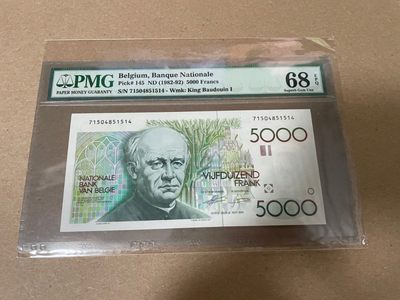 PMG
PAPER MONEY GUARANTY
Belgium, Banque Nationale
Pick# 145 ND (1982-92) 5000 Francs
S/N 71504851514 - Wmk: King Baudouin I
68 EPQ
Superb Gem Unc
71504851514
71504851514
5000
NATIONALE
BANK
VAN BELGIE
VIJFDUIZEND
FRANK
5000